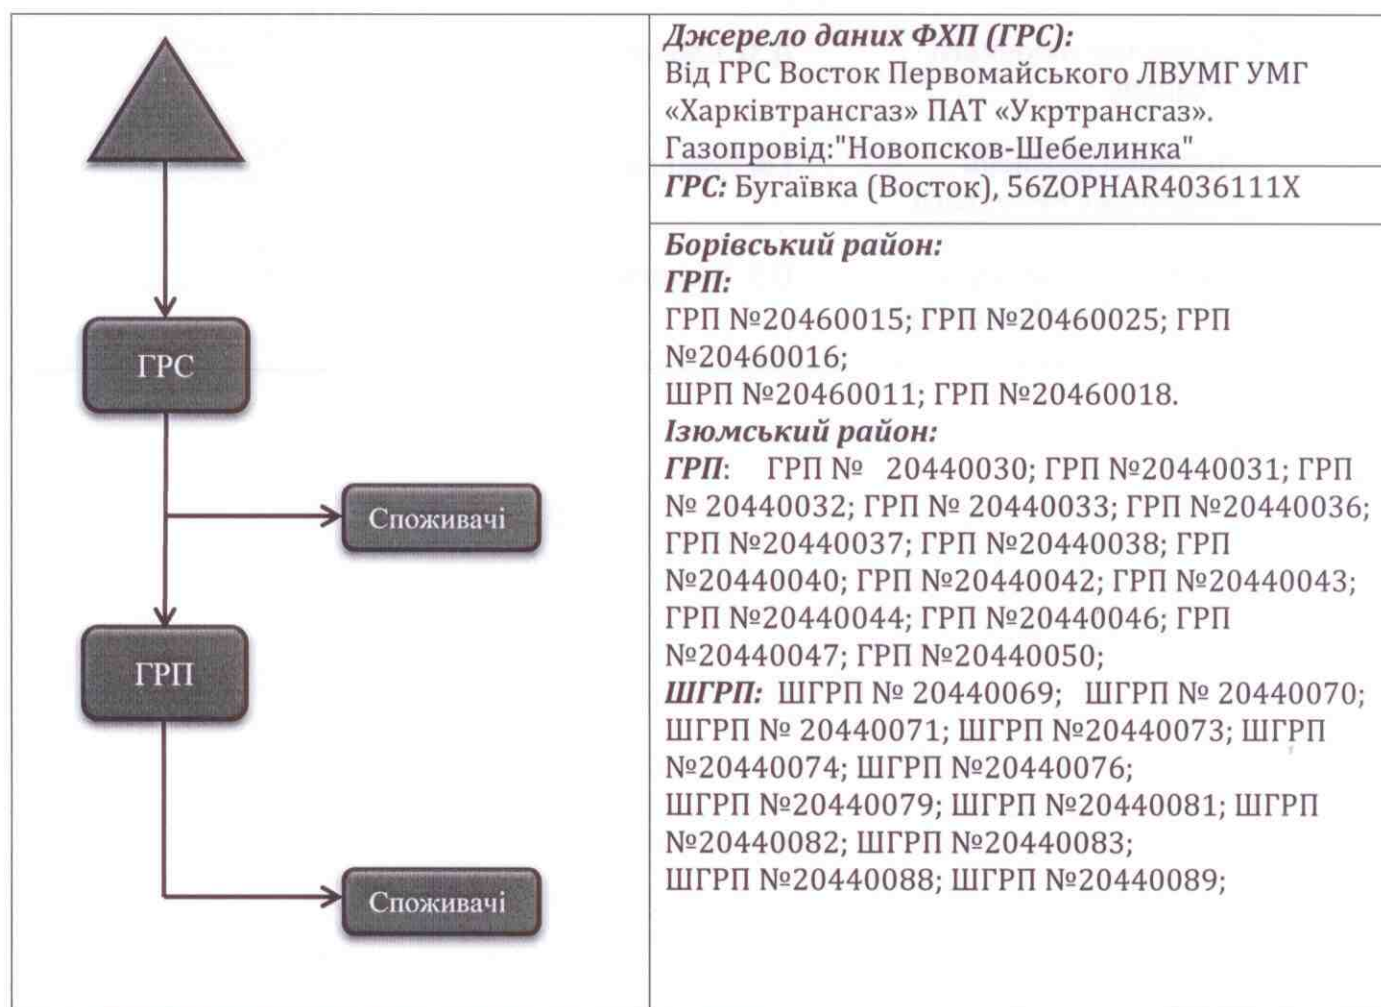 ГРС
Споживачі
ГРП
Споживачі
Джерело даних ФХП (ГРС):
Від ГРС Восток Первомайського ЛВУМГ УМГ
«Харківтрансгаз» ПАТ «Укртрансгаз».
Газопровід:"Новопсков-Шебелинка"
ГРС: Бугаївка (Восток), 56ZOPHAR4036111X
Борівський район:
ГРП:
ГРП №20460015; ГРП №20460025; ГРП
№20460016;
ШРП №20460011; ГРП №20460018.
Ізюмський район:
ГРП: ГРП № 20440030; ГРП №20440031; ГРП
№ 20440032; ГРП № 20440033; ГРП №20440036;
ГРП №20440037; ГРП №20440038; ГРП
№20440040; ГРП №20440042; ГРП №20440043;
ГРП №20440044; ГРП №20440046; ГРП
№20440047; ГРП №20440050;
ШГРП: ШГРП № 20440069; ШГРП № 20440070;
ШГРП № 20440071; ШГРП №20440073; ШГРП
№20440074; ШГРП №20440076;
ШГРП №20440079; ШГРП №20440081; ШГРП
№20440082; ШГРП №20440083;
ШГРП №20440088; ШГРП №20440089;